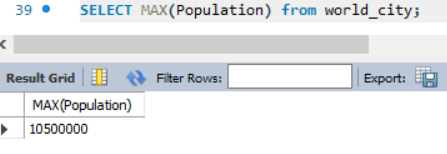 39 SELECT MAX(Population) from world_city;
Result Grid Filter Rows: Export:
MAX(Population)
10500000